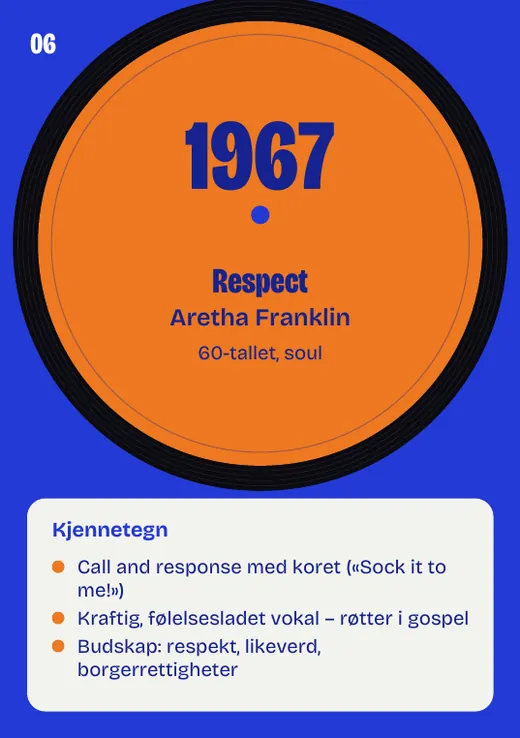 06
1967
Respect
Aretha Franklin
60-tallet, soul
Kjennetegn
Call and response med koret («Sock it to
me!»)
Kraftig, følelsesladet vokal – røtter i gospel
Budskap: respekt, likeverd,
borgerrettigheter